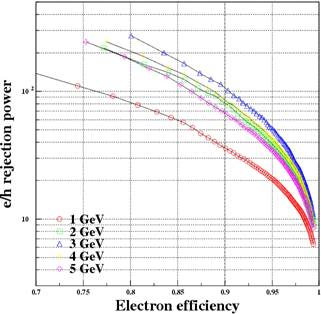 e/h rejection power
10²
10
1 GeV
2 GeV
3 GeV
4 GeV
5 GeV
0.7 0.75 0.8 0.85 0.9 0.95 1
Electron efficiency